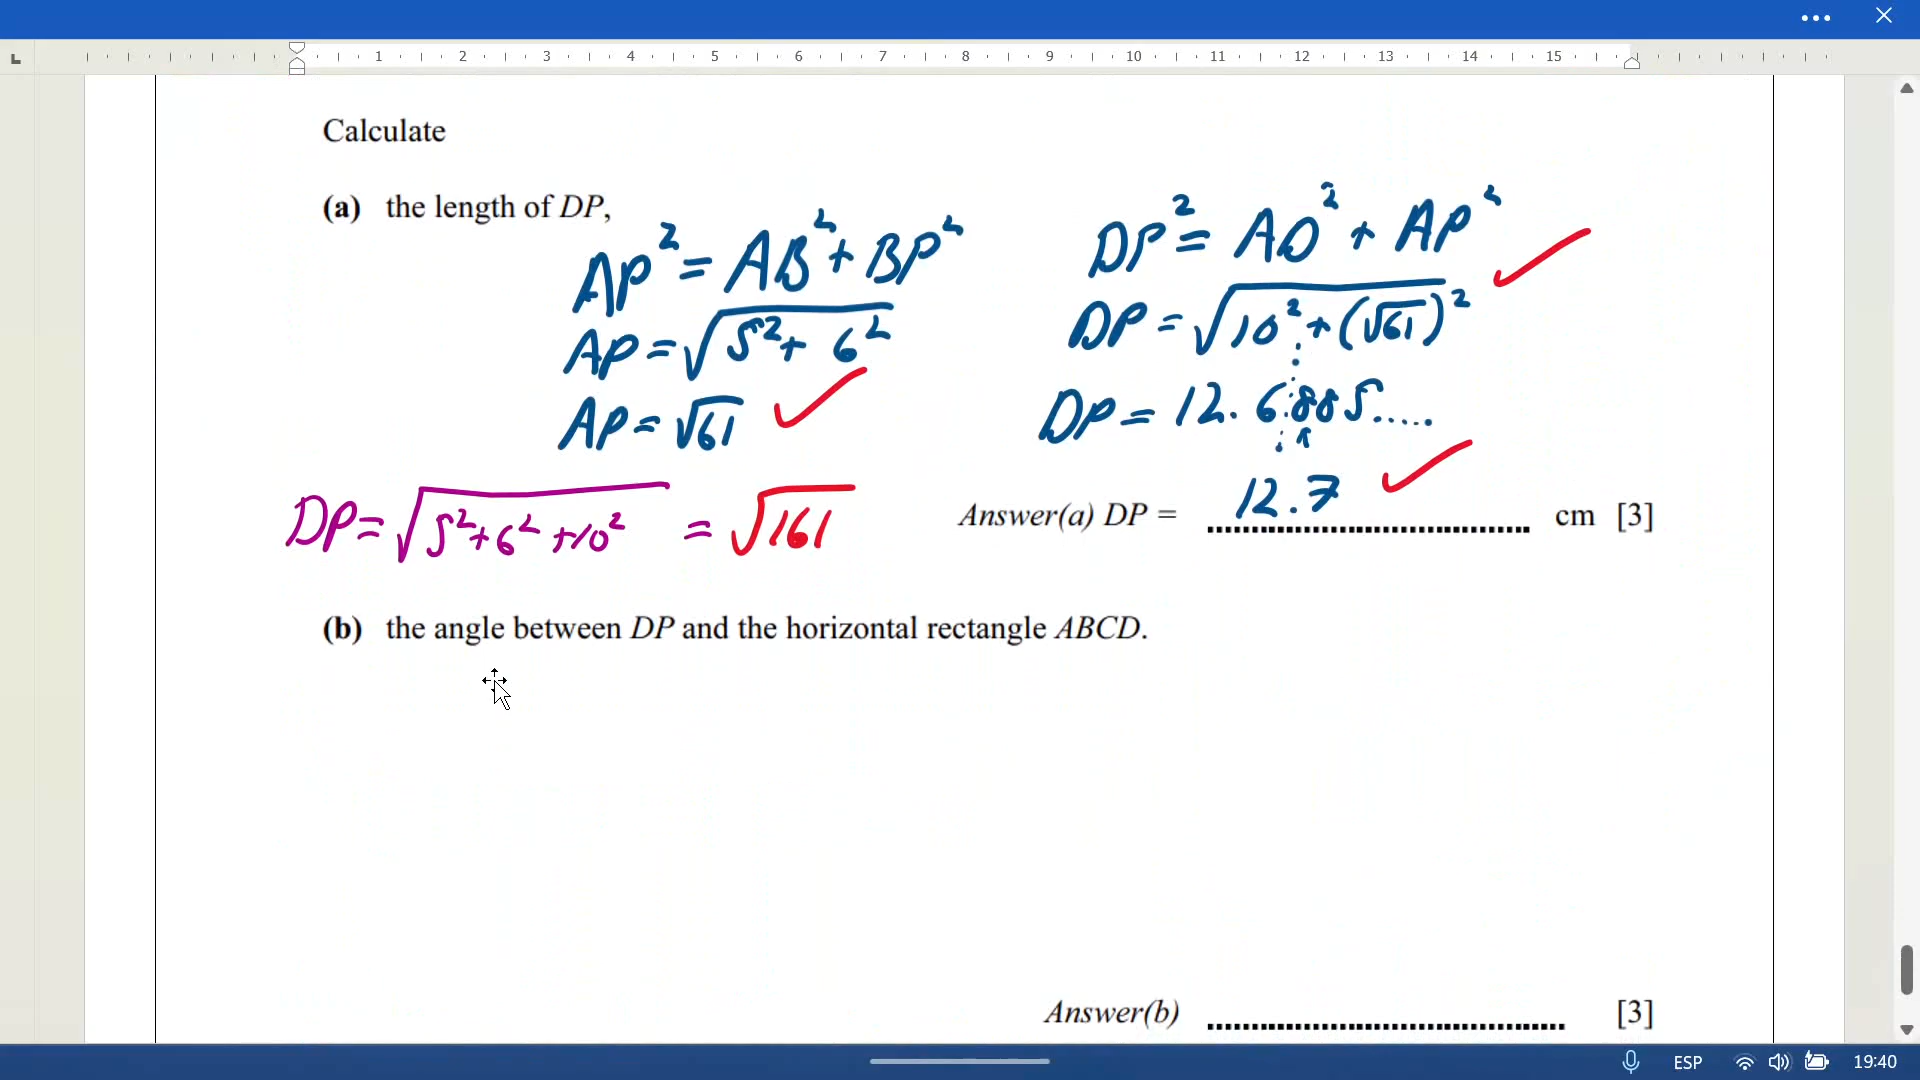 1 2 3 4 5 6 7 8 9 10 11 12 13 14 15
Calculate
(a) the length of DP,
AP² = AB² + BP²
AP = √(5² + 6²)
AP = √61
DP² = AD² + AP²
DP = √(10² + (√61)²)
DP = 12.6885.....
12.7
DP = √(5² + 6² + 10²) = √161
Answer(a) DP = ........ cm [3]
(b) the angle between DP and the horizontal rectangle ABCD.
Answer(b) ........ [3]
ESP 19:40